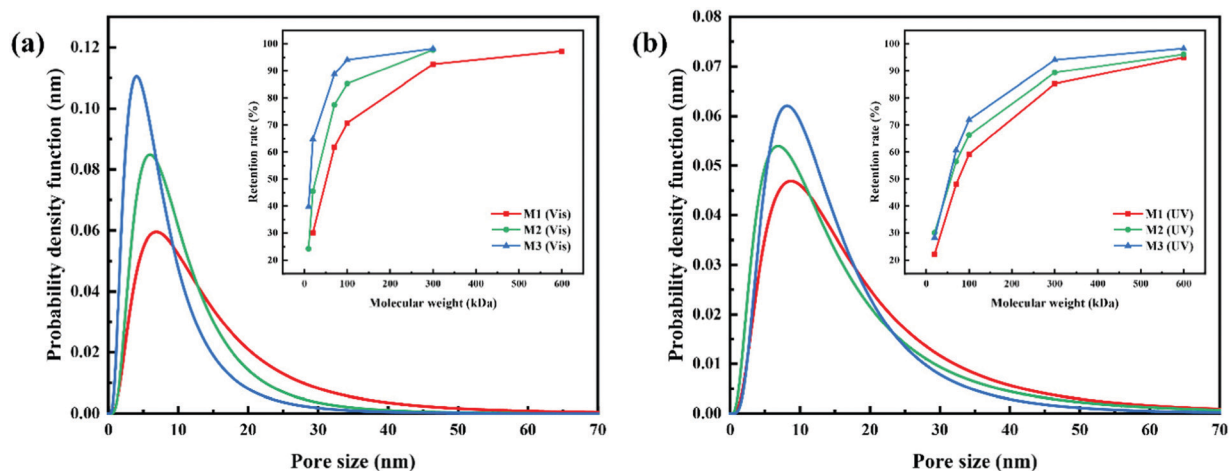 (a)
Probability density function (nm)
0.12
0.10
0.08
0.06
0.04
0.02
0.00
0 10 20 30 40 50 60 70
Pore size (nm)
Retention rate (%)
100
90
80
70
60
50
40
30
20
0 100 200 300 400 500 600
Molecular weight (kDa)
M1 (Vis)
M2 (Vis)
M3 (Vis)
(b)
Probability density function (nm)
0.08
0.07
0.06
0.05
0.04
0.03
0.02
0.01
0.00
0 10 20 30 40 50 60 70
Pore size (nm)
Retention rate (%)
100
90
80
70
60
50
40
30
20
0 100 200 300 400 500 600
Molecular weight (kDa)
M1 (UV)
M2 (UV)
M3 (UV)